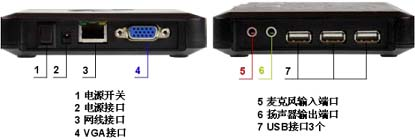 1 2 3 4
5 6 7
1 电源开关
2 电源接口
3 网线接口
4 VGA接口
5 麦克风输入端口
6 扬声器输出端口
7 USB接口3个